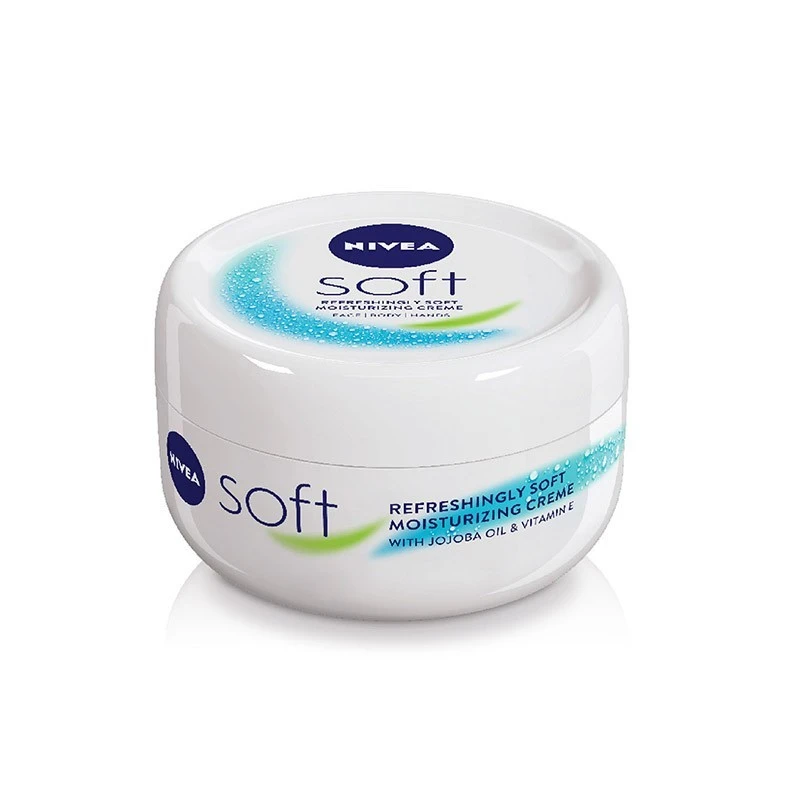 NIVEA
soft
REFRESHINGLY SOFT
MOISTURIZING CREME
FACE | BODY | HANDS
NIVEA
soft
REFRESHINGLY SOFT
MOISTURIZING CREME
WITH JOJOBA OIL & VITAMIN E